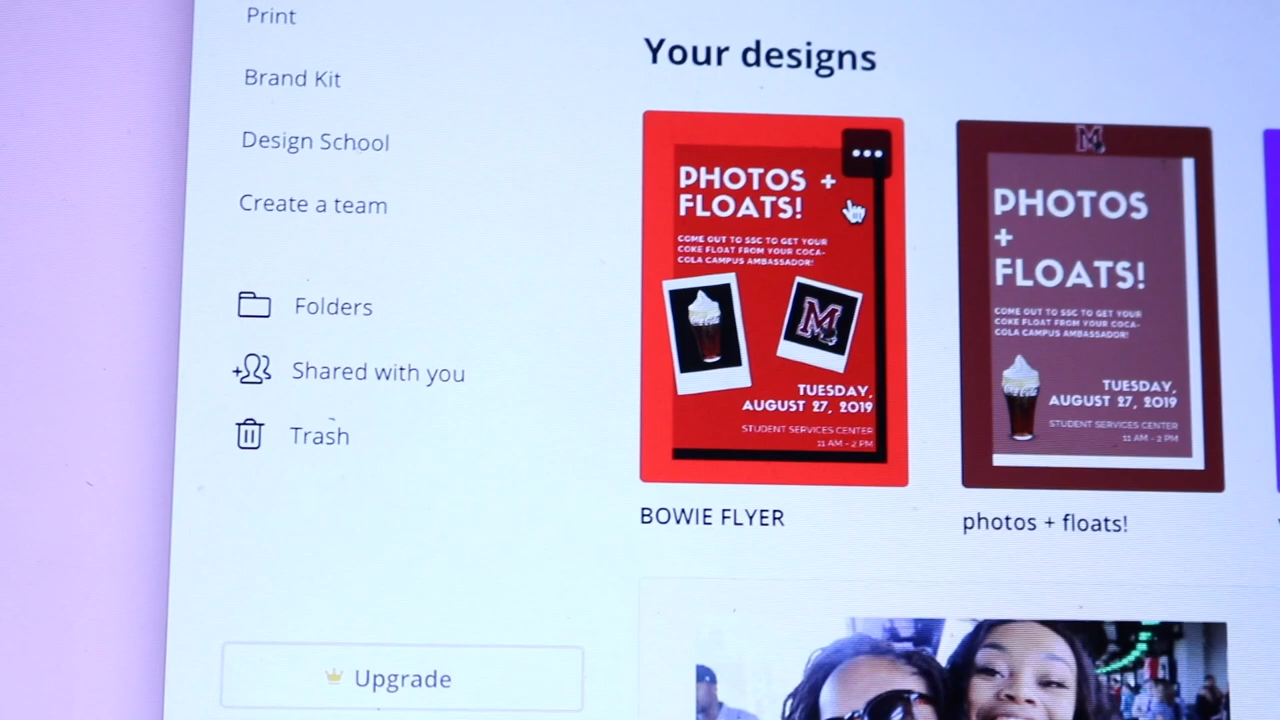 Print
Brand Kit
Design School
Create a team
Folders
Shared with you
Trash
Upgrade
Your designs
PHOTOS +
FLOATS!
COME OUT TO SSC TO GET YOUR
COKE FLOAT FROM YOUR COCA-
COLA CAMPUS AMBASSADOR!
M
TUESDAY,
AUGUST 27, 2019
STUDENT SERVICES CENTER
11 AM - 2 PM
BOWIE FLYER
M
PHOTOS
+
FLOATS!
COME OUT TO SSC TO GET YOUR
COKE FLOAT FROM YOUR COCA-
COLA CAMPUS AMBASSADOR!
TUESDAY,
AUGUST 27, 2019
STUDENT SERVICES CENTER
11 AM - 2 PM
photos + floats!